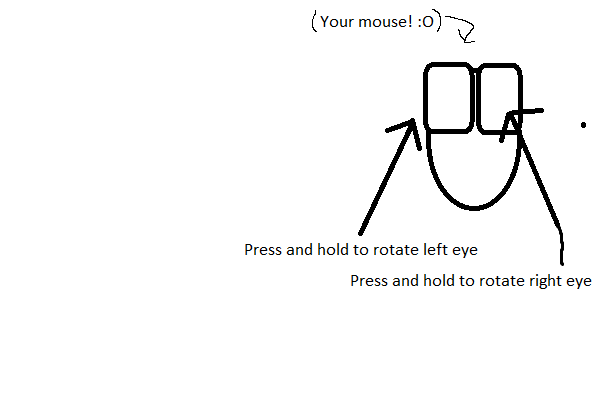 (Your mouse! :O)
Press and hold to rotate left eye
Press and hold to rotate right eye